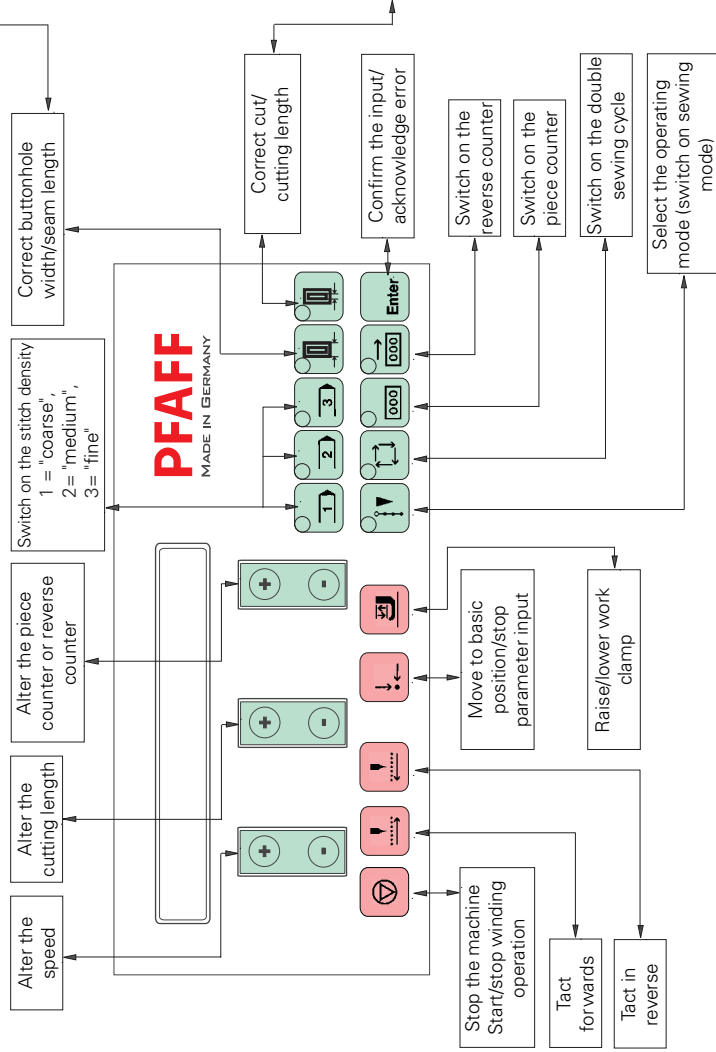 Alter the
speed
Alter the
cutting length
Alter the piece
counter or reverse
counter
Switch on the stitch density
1 = "coarse",
2= "medium",
3= "fine"
Correct buttonhole
width/seam length
Correct cut/
cutting length
Confirm the input/
acknowledge error
Switch on the
reverse counter
Switch on the
piece counter
Switch on the double
sewing cycle
Select the operating
mode (switch on sewing
mode)
PFAFF
MADE IN GERMANY
+
-
+
-
+
-
1
2
3
000
000
Enter
Stop the machine
Start/stop winding
operation
Tact
forwards
Tact in
reverse
Move to basic
position/stop
parameter input
Raise/lower work
clamp